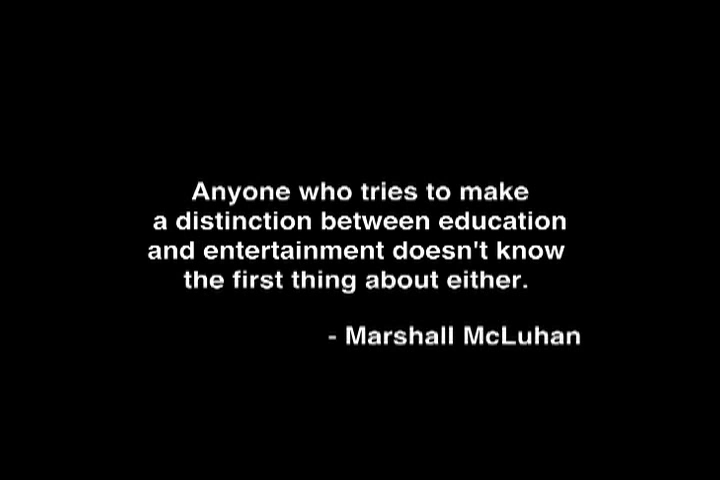 Anyone who tries to make
a distinction between education
and entertainment doesn't know
the first thing about either.
- Marshall McLuhan